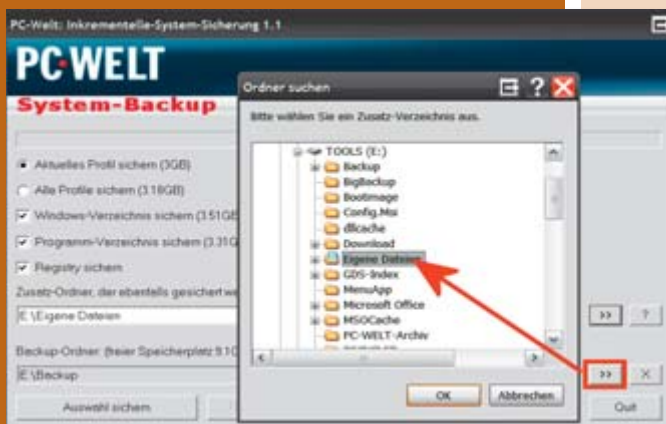 PC-Welt: Inkrementelle-System-Sicherung 1.1
PC WELT
System-Backup
Aktuelles Profil sichern (3GB)
Alle Profile sichern (3.18GB)
Windows-Verzeichnis sichern (3.51GB
Programm-Verzeichnis sichern (3.31G
Registry sichern
Zusatz-Ordner, der ebenfalls gesichert we
E:\Eigene Dateien
>> ?
Backup-Ordner: (freier Speicherplatz 9.1G
E:\Backup
>> X
Auswahl sichern
Quit
Ordner suchen
Bitte wählen Sie ein Zusatz-Verzeichnis aus.
TOOLS (E:)
Backup
BigBackup
Bootimage
Config.Msi
dllcache
Download
Eigene Dateien
GDS-Index
MenuApp
Microsoft Office
MSOCache
PC-WELT-Archiv
OK
Abbrechen